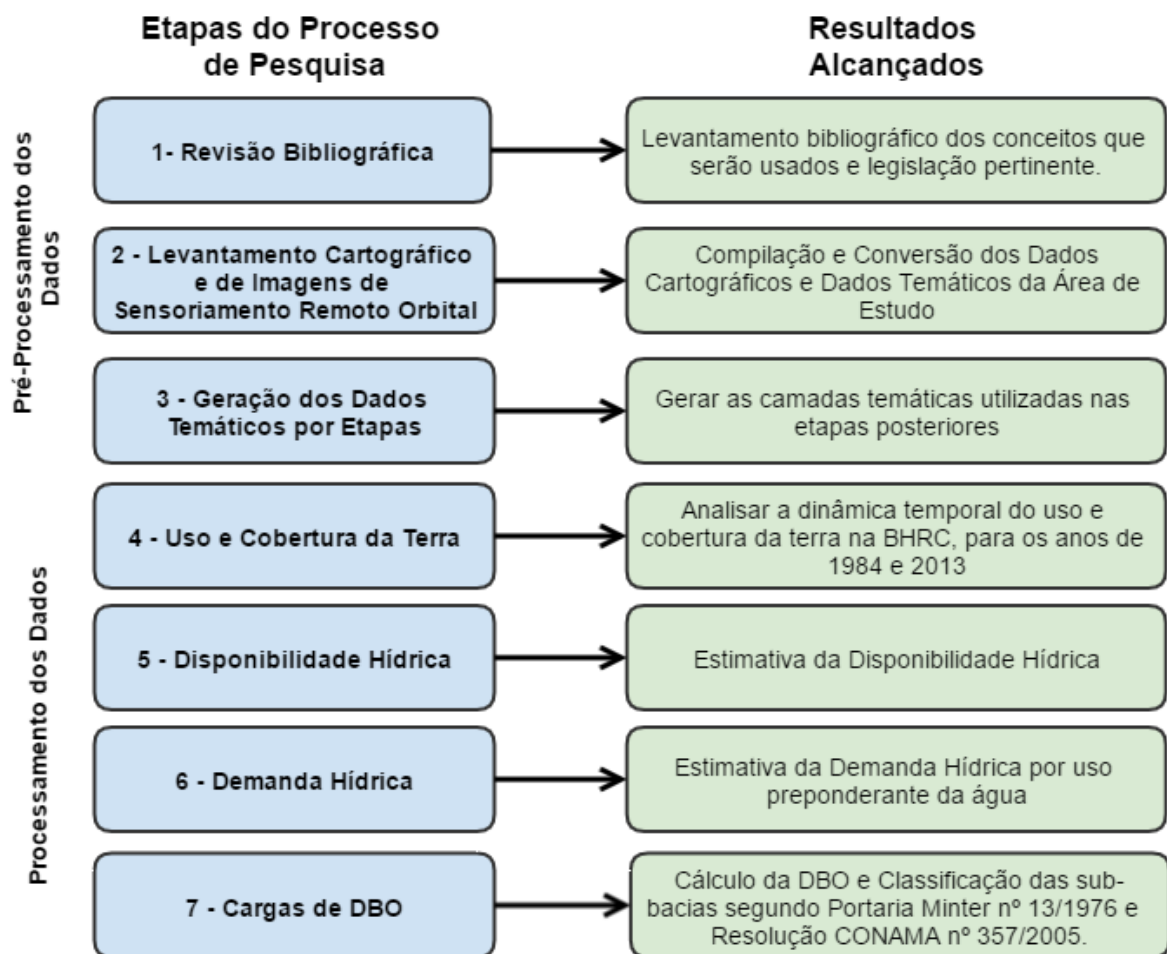 Etapas do Processo
de Pesquisa
Resultados
Alcançados
Pré-Processamento dos
Dados
1- Revisão Bibliográfica
Levantamento bibliográfico dos conceitos que
serão usados e legislação pertinente.
2 - Levantamento Cartográfico
e de Imagens de
Sensoriamento Remoto Orbital
Compilação e Conversão dos Dados
Cartográficos e Dados Temáticos da Área de
Estudo
3 - Geração dos Dados
Temáticos por Etapas
Gerar as camadas temáticas utilizadas nas
etapas posteriores
Processamento dos Dados
4 - Uso e Cobertura da Terra
Analisar a dinâmica temporal do uso e
cobertura da terra na BHRC, para os anos de
1984 e 2013
5 - Disponibilidade Hídrica
Estimativa da Disponibilidade Hídrica
6 - Demanda Hídrica
Estimativa da Demanda Hídrica por uso
preponderante da água
7 - Cargas de DBO
Cálculo da DBO e Classificação das sub-
bacias segundo Portaria Minter nº 13/1976 e
Resolução CONAMA nº 357/2005.